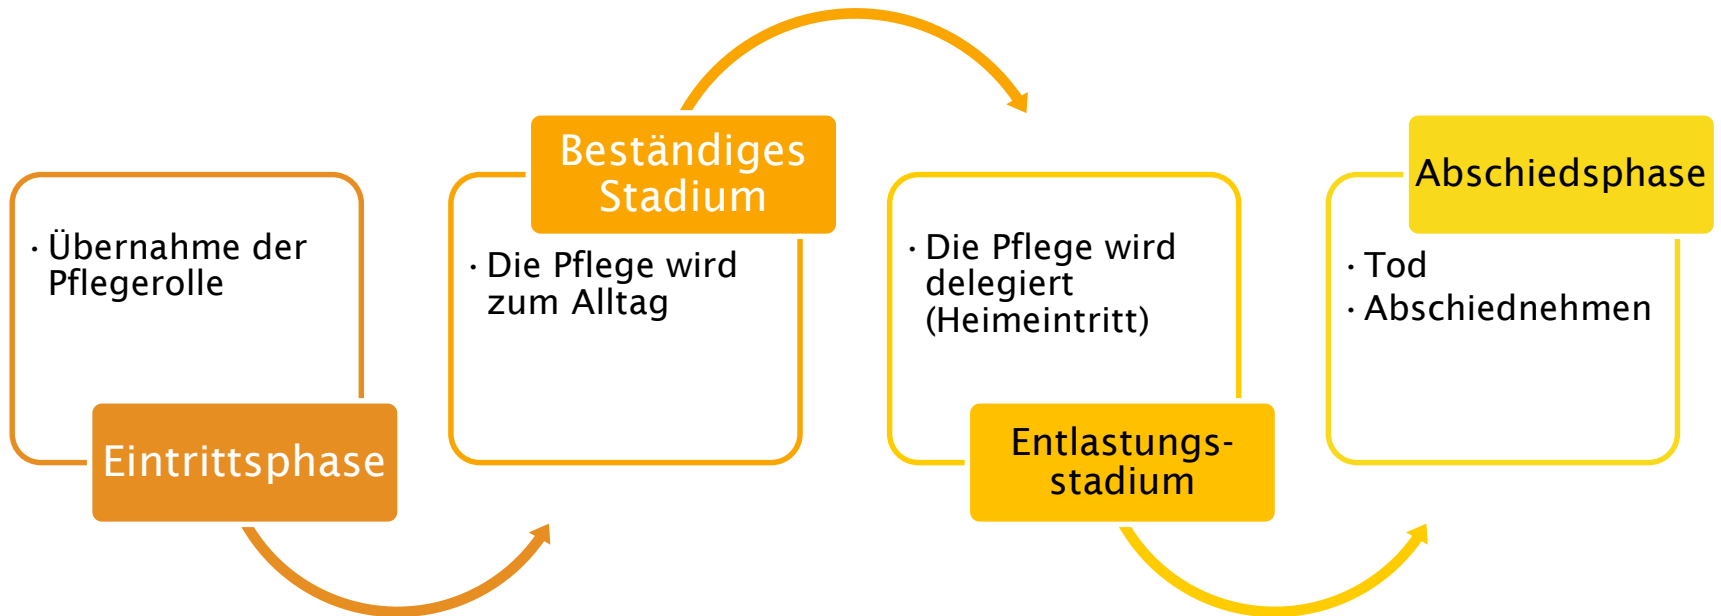 · Übernahme der
Pflegerolle
Eintrittsphase
Beständiges
Stadium
· Die Pflege wird
zum Alltag
· Die Pflege wird
delegiert
(Heimeintritt)
Entlastungs-
stadium
Abschiedsphase
· Tod
· Abschiednehmen